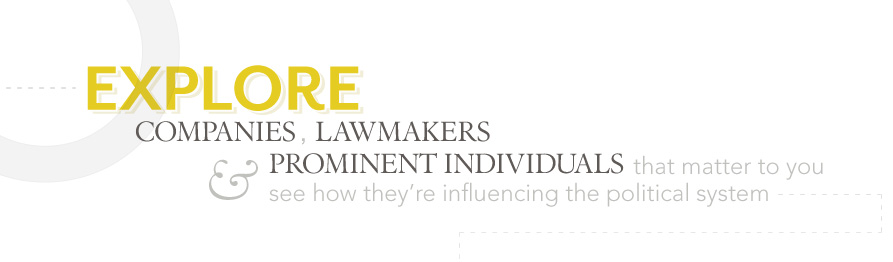 EXPLORE
COMPANIES, LAWMAKERS
& PROMINENT INDIVIDUALS that matter to you
see how they’re influencing the political system